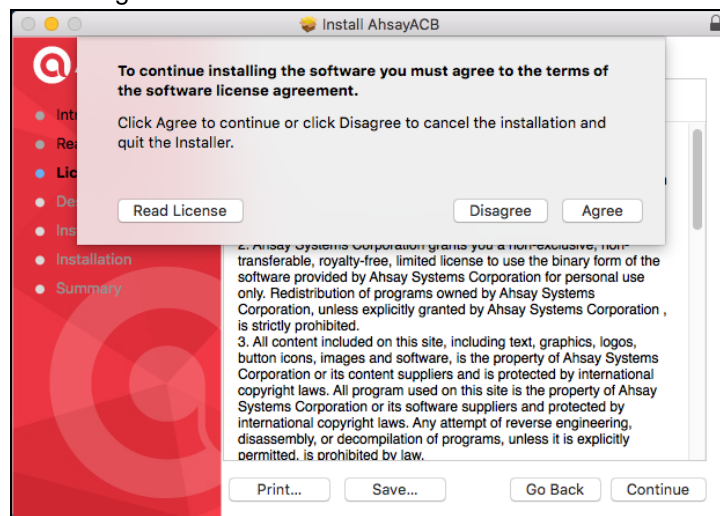 Install AhsayACB
To continue installing the software you must agree to the terms of
the software license agreement.
Click Agree to continue or click Disagree to cancel the installation and
quit the Installer.
Read License
Disagree
Agree
Lic
Installation
Summary
2. Ahsay Systems Corporation grants you a non-exclusive, non-
transferable, royalty-free, limited license to use the binary form of the
software provided by Ahsay Systems Corporation for personal use
only. Redistribution of programs owned by Ahsay Systems
Corporation, unless explicitly granted by Ahsay Systems Corporation ,
is strictly prohibited.
3. All content included on this site, including text, graphics, logos,
button icons, images and software, is the property of Ahsay Systems
Corporation or its content suppliers and is protected by international
copyright laws. All program used on this site is the property of Ahsay
Systems Corporation or its software suppliers and protected by
international copyright laws. Any attempt of reverse engineering,
disassembly, or decompilation of programs, unless it is explicitly
permitted, is prohibited by law.
Print...
Save...
Go Back
Continue